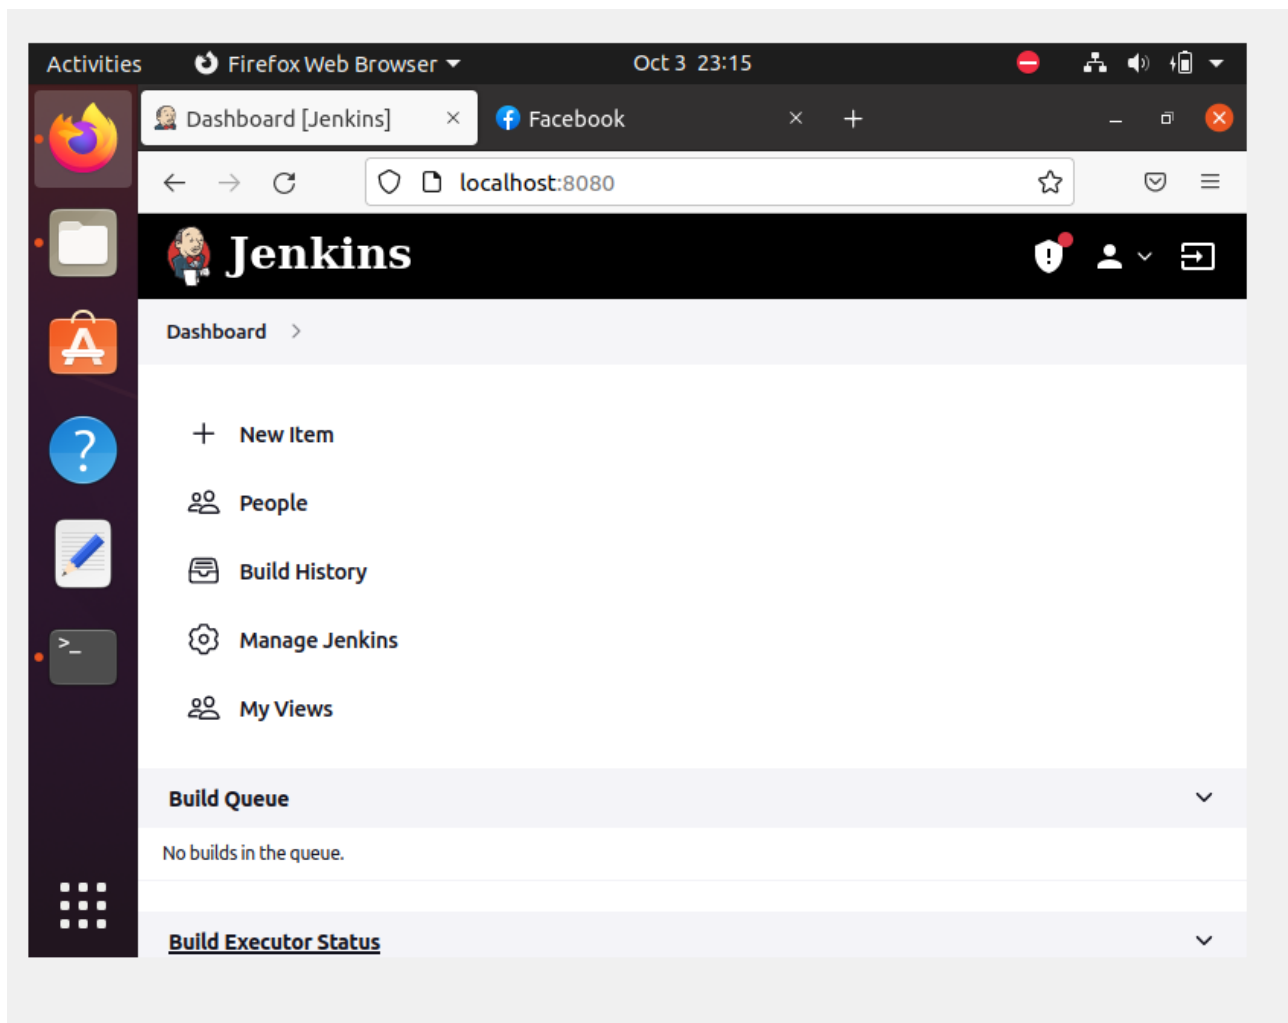 Activities Firefox Web Browser Oct 3 23:15
Dashboard [Jenkins] Facebook
localhost:8080
Jenkins
Dashboard
New Item
People
Build History
Manage Jenkins
My Views
Build Queue
No builds in the queue.
Build Executor Status